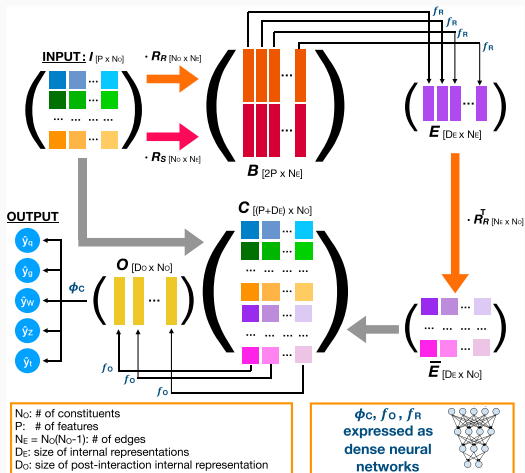 INPUT: I [P x NO]
· RR [NO x NE]
· RS [NO x NE]
fR
fR
fR
fR
B [2P x NE]
E [DE x NE]
· RR^T [NE x NO]
C [(P+DE) x NO]
O [DO x NO]
OUTPUT
ŷq
ŷg
ŷW
ŷZ
ŷt
ϕC
fO
fO
fO
E̅ [DE x NO]
NO: # of constituents
P: # of features
NE = NO(NO-1): # of edges
DE: size of internal representations
DO: size of post-interaction internal representation
ϕC, fO, fR
expressed as
dense neural
networks